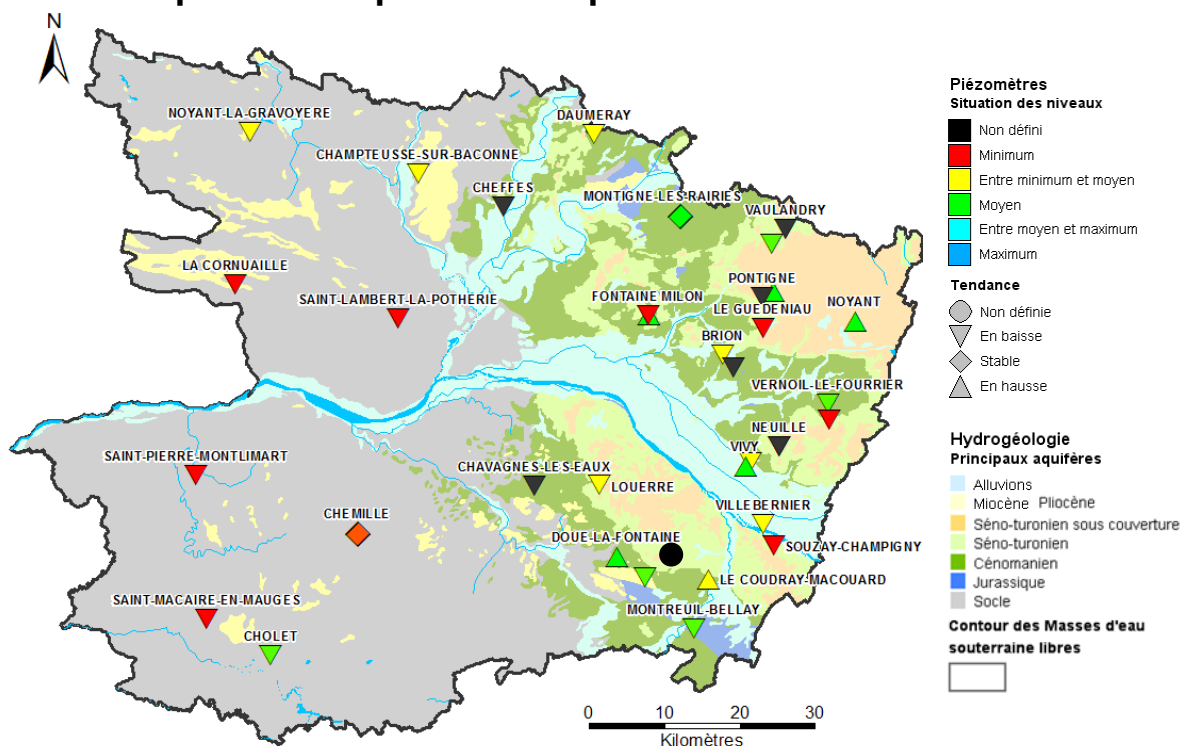 N
NOYANT-LA-GRAVOYERE
DAUMERAY
CHAMPTEUSSE-SUR-BACONNE
CHEFFES
MONTIGNE-LES-RAIRIES
VAULANDRY
LA CORNUAILLE
PONTIGNE
SAINT-LAMBERT-LA-POTHERIE
FONTAINE MILON
NOYANT
LE GUEDENIAU
BRION
VERNOIL-LE-FOURRIER
NEUILLE
VIVY
SAINT-PIERRE-MONTLIMART
CHAVAGNES-LES-EAUX
LOUERRE
VILLEBERNIER
CHEMILLE
DOUE-LA-FONTAINE
SOUZAY-CHAMPIGNY
LE COUDRAY-MACOUARD
SAINT-MACAIRE-EN-MAUGES
MONTREUIL-BELLAY
CHOLET
0 10 20 30
Kilomètres
Piézomètres
Situation des niveaux
Non défini
Minimum
Entre minimum et moyen
Moyen
Entre moyen et maximum
Maximum
Tendance
Non définie
En baisse
Stable
En hausse
Hydrogéologie
Principaux aquifères
Alluvions
Miocène Pliocène
Séno-turonien sous couverture
Séno-turonien
Cénomanien
Jurassique
Socle
Contour des Masses d'eau
souterraine libres